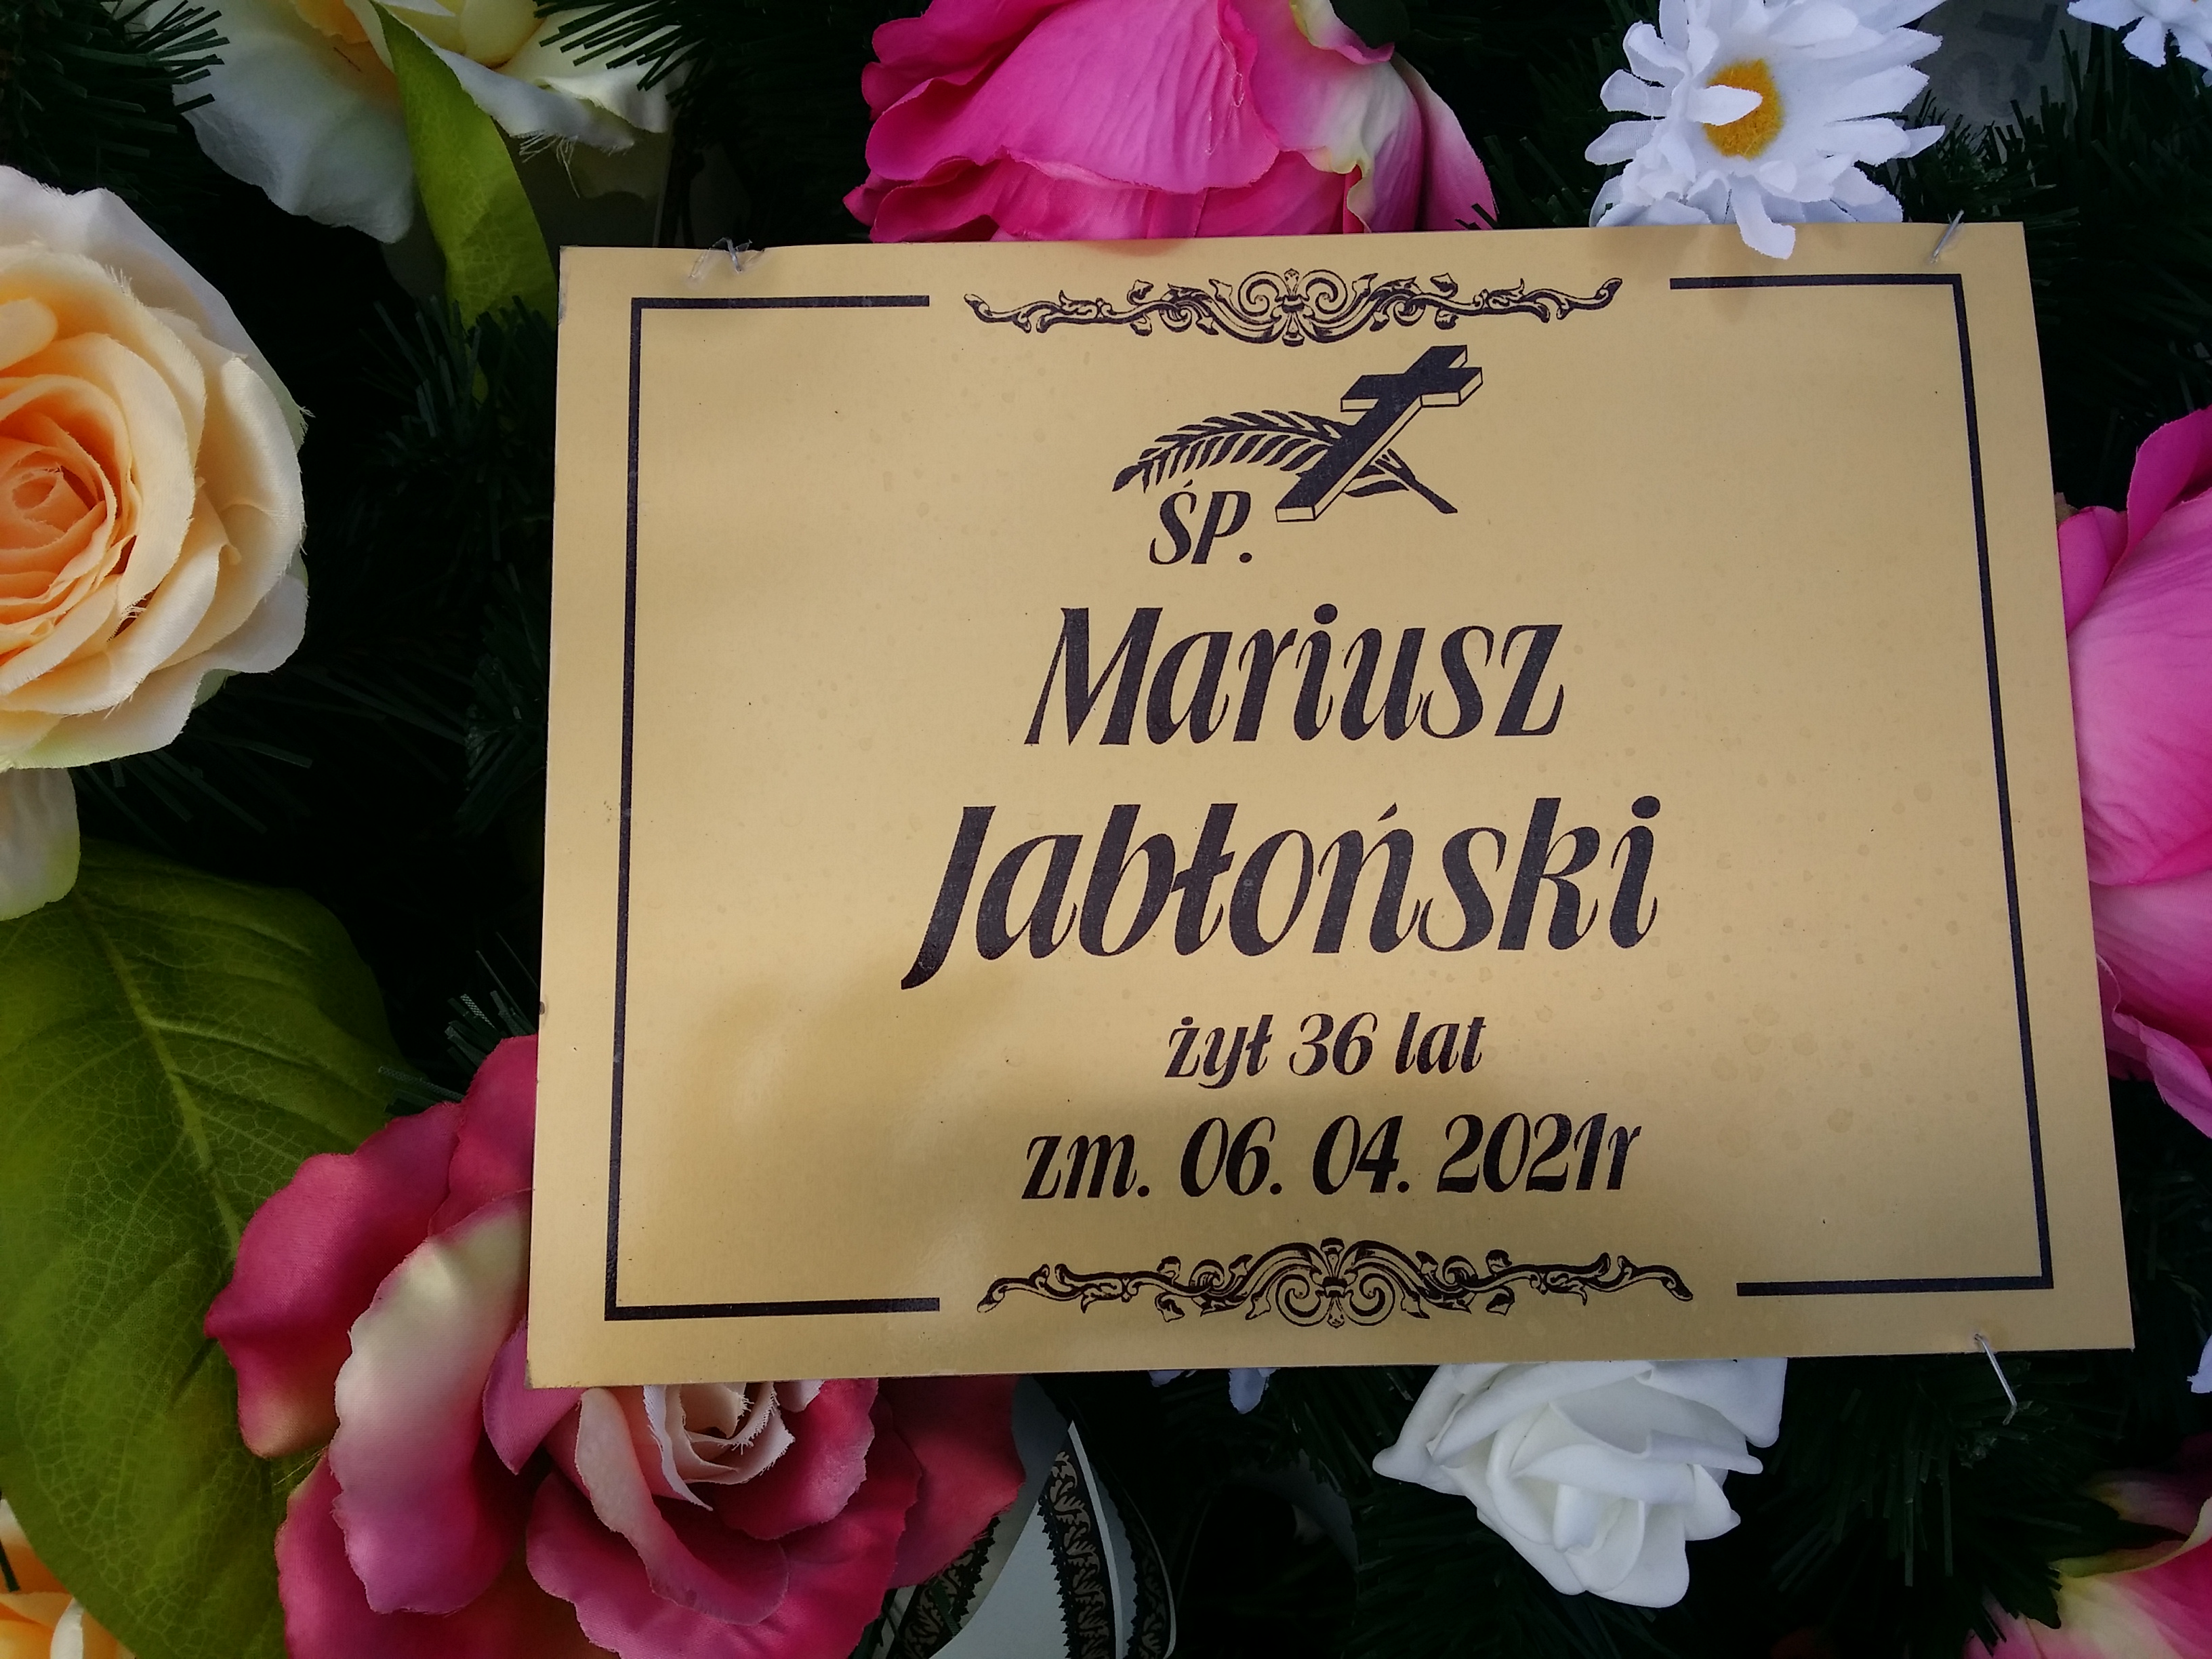 ŚP.
Mariusz
Jabłoński
żył 36 lat
zm. 06. 04. 2021r